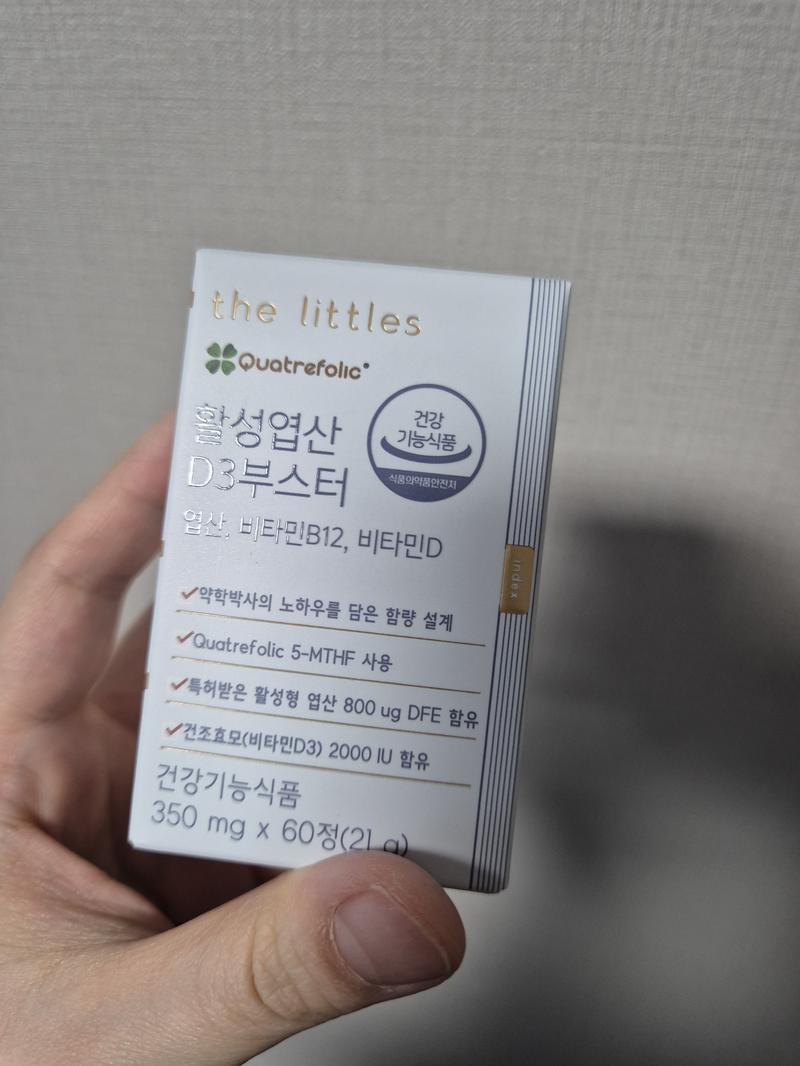 the littles
Quatrefolic®
활성엽산
D3부스터
건강
기능식품
식품의약품안전처
엽산, 비타민B12, 비타민D
index
약학박사의 노하우를 담은 함량 설계
Quatrefolic 5-MTHF 사용
특허받은 활성형 엽산 800 ug DFE 함유
건조효모(비타민D3) 2000 IU 함유
건강기능식품
350 mg x 60정(21 g)